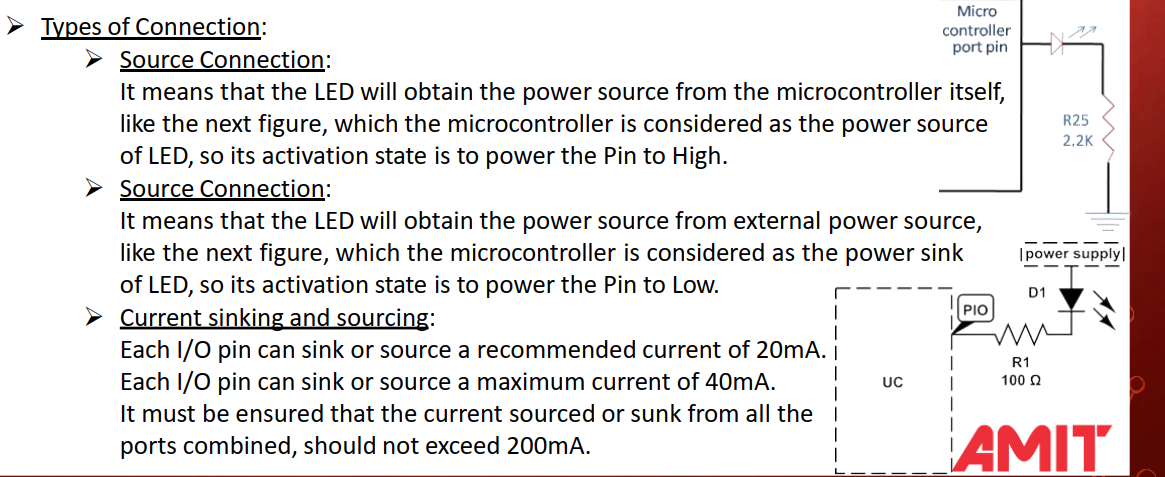 Types of Connection:
Source Connection:
It means that the LED will obtain the power source from the microcontroller itself,
like the next figure, which the microcontroller is considered as the power source
of LED, so its activation state is to power the Pin to High.
Source Connection:
It means that the LED will obtain the power source from external power source,
like the next figure, which the microcontroller is considered as the power sink
of LED, so its activation state is to power the Pin to Low.
Current sinking and sourcing:
Each I/O pin can sink or source a recommended current of 20mA.
Each I/O pin can sink or source a maximum current of 40mA.
It must be ensured that the current sourced or sunk from all the
ports combined, should not exceed 200mA.
Micro
controller
port pin
R25
2.2K
power supply
D1
PIO
R1
100 Ω
UC
AMIT